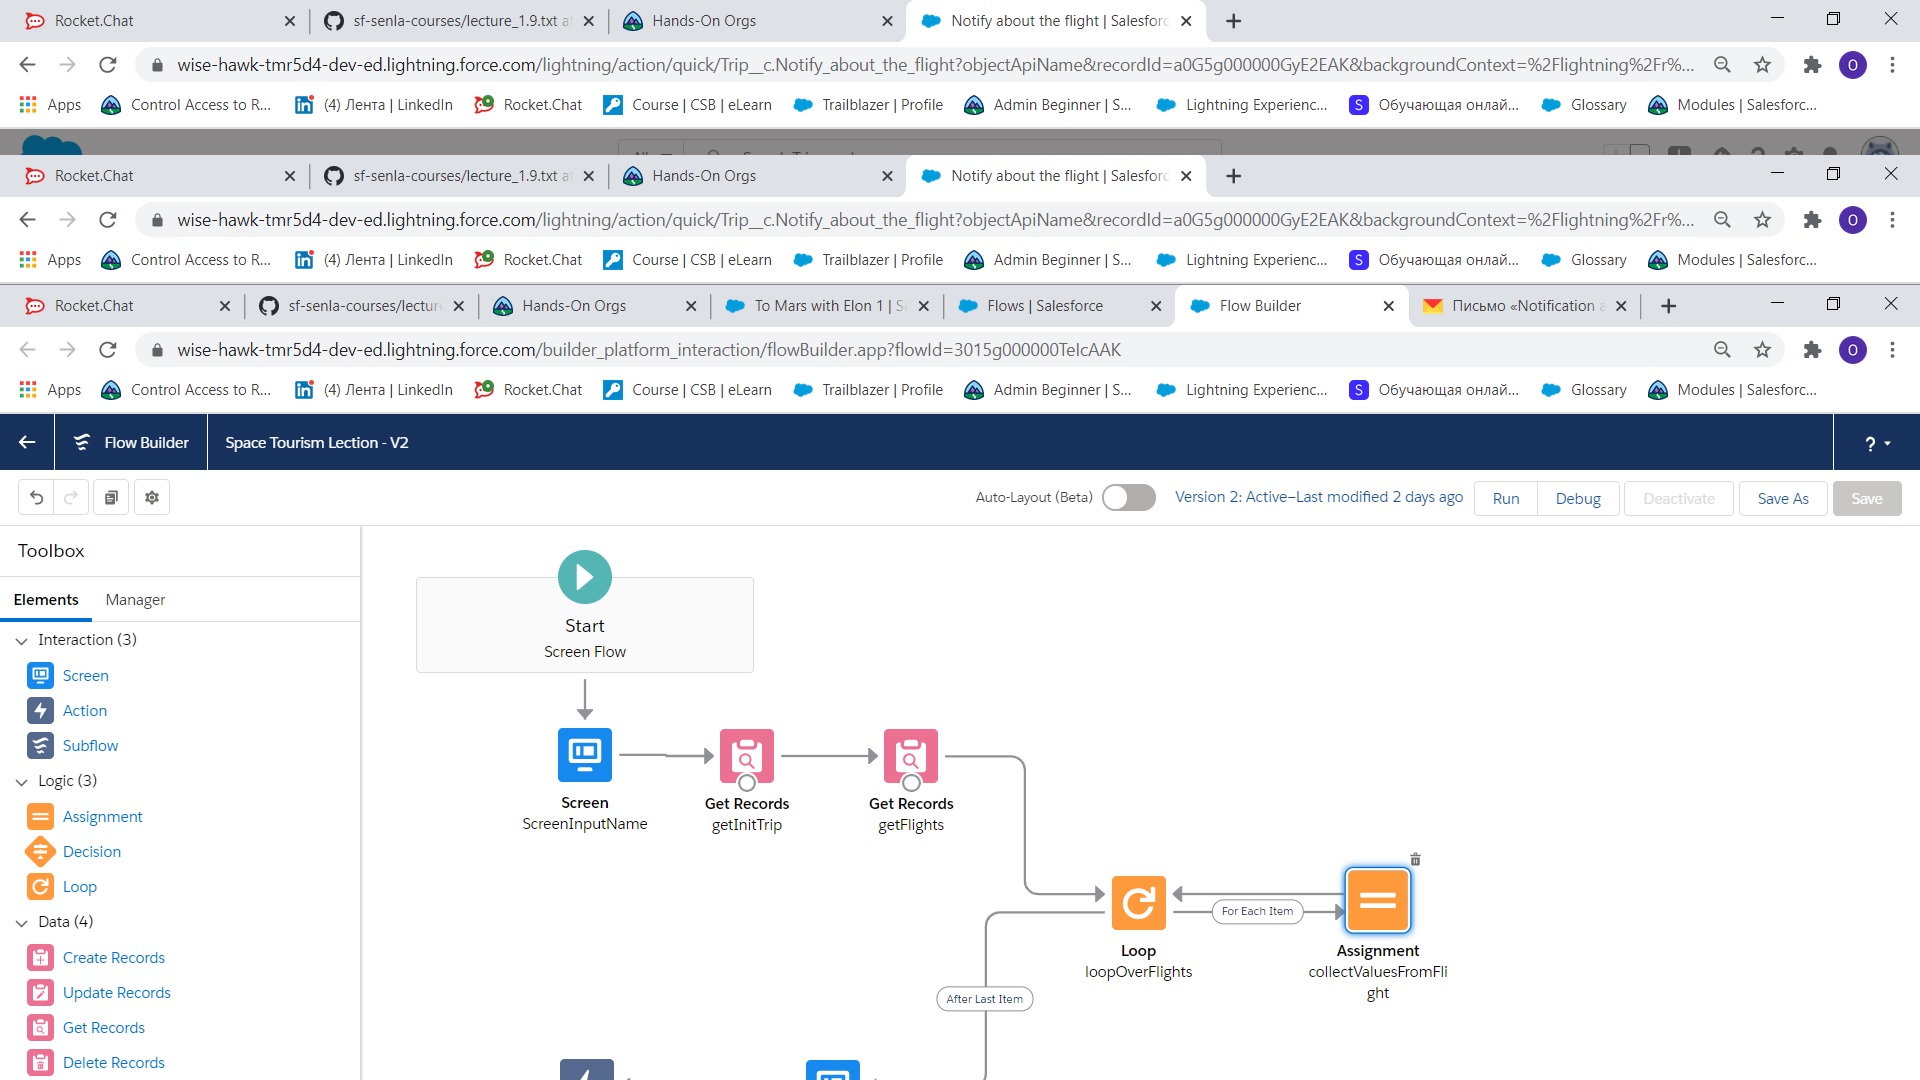 Rocket.Chat
sf-senla-courses/lecture_1.9.txt at
Hands-On Orgs
Notify about the flight | Salesforc
wise-hawk-tmr5d4-dev-ed.lightning.force.com/lightning/action/quick/Trip__c.Notify_about_the_flight?objectApiName&recordId=a0G5g000000GyE2EAK&backgroundContext=%2Flightning%2Fr%...
O
Apps
Control Access to R...
(4) Лента | LinkedIn
Rocket.Chat
Course | CSB | eLearn
Trailblazer | Profile
Admin Beginner | S...
Lightning Experienc...
S
Обучающая онлай...
Glossary
Modules | Salesforc...
Rocket.Chat
sf-senla-courses/lecture_1.9.txt at
Hands-On Orgs
Notify about the flight | Salesforc
wise-hawk-tmr5d4-dev-ed.lightning.force.com/lightning/action/quick/Trip__c.Notify_about_the_flight?objectApiName&recordId=a0G5g000000GyE2EAK&backgroundContext=%2Flightning%2Fr%...
O
Apps
Control Access to R...
(4) Лента | LinkedIn
Rocket.Chat
Course | CSB | eLearn
Trailblazer | Profile
Admin Beginner | S...
Lightning Experienc...
S
Обучающая онлай...
Glossary
Modules | Salesforc...
Rocket.Chat
sf-senla-courses/lecture
Hands-On Orgs
To Mars with Elon 1 | S
Flows | Salesforce
Flow Builder
Письмо «Notification a
wise-hawk-tmr5d4-dev-ed.lightning.force.com/builder_platform_interaction/flowBuilder.app?flowId=3015g000000TeIcAAK
O
Apps
Control Access to R...
(4) Лента | LinkedIn
Rocket.Chat
Course | CSB | eLearn
Trailblazer | Profile
Admin Beginner | S...
Lightning Experienc...
S
Обучающая онлай...
Glossary
Modules | Salesforc...
Flow Builder
Space Tourism Lection - V2
?
Auto-Layout (Beta)
Version 2: Active–Last modified 2 days ago
Run
Debug
Deactivate
Save As
Save
Toolbox
Elements
Manager
Interaction (3)
Screen
Action
Subflow
Logic (3)
Assignment
Decision
Loop
Data (4)
Create Records
Update Records
Get Records
Delete Records
Start
Screen Flow
Screen
ScreenInputName
Get Records
getInitTrip
Get Records
getFlights
Loop
loopOverFlights
For Each Item
Assignment
collectValuesFromFli
ght
After Last Item